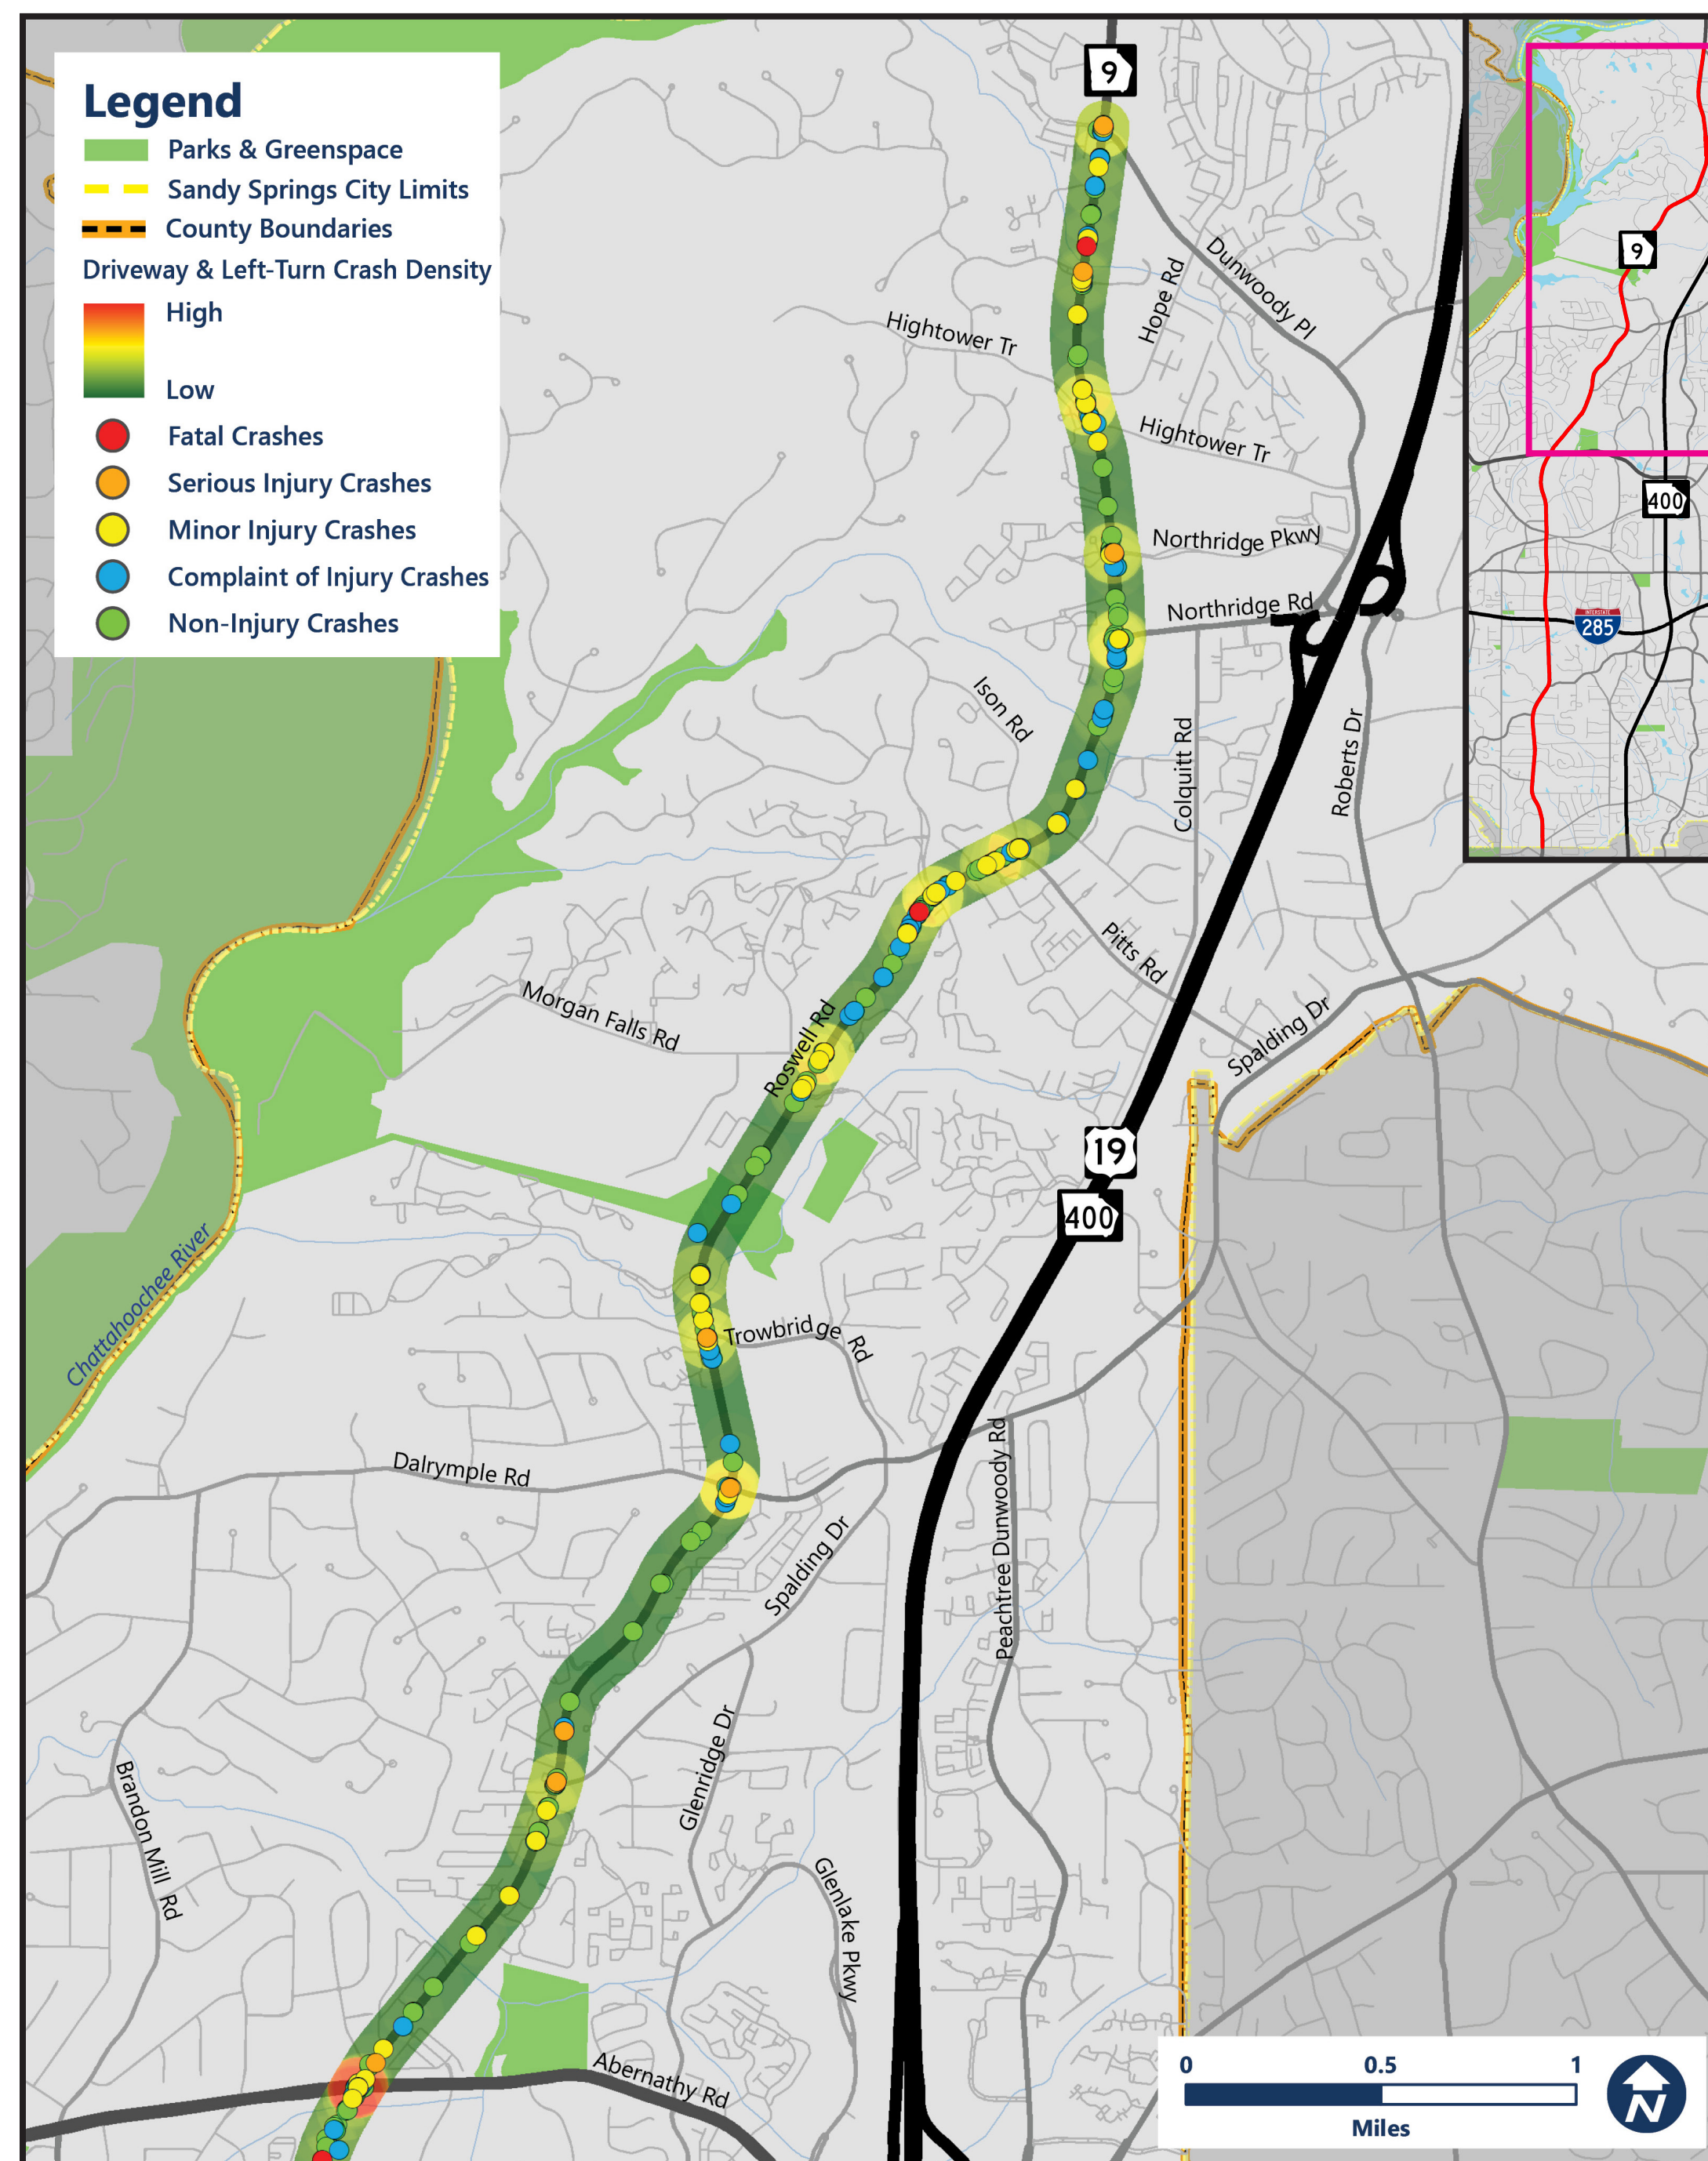 Legend
Parks & Greenspace
Sandy Springs City Limits
County Boundaries
Driveway & Left-Turn Crash Density
High
Low
Fatal Crashes
Serious Injury Crashes
Minor Injury Crashes
Complaint of Injury Crashes
Non-Injury Crashes
9
9
400
INTERSTATE
285
Dunwoody Pl
Hope Rd
Hightower Tr
Hightower Tr
Northridge Pkwy
Northridge Rd
Ison Rd
Colquitt Rd
Roberts Dr
Pitts Rd
Morgan Falls Rd
Roswell Rd
Spalding Dr
19
400
Chattahoochee River
Trowbridge Rd
Dalrymple Rd
Peachtree Dunwoody Rd
Spalding Dr
Glenridge Dr
Brandon Mill Rd
Glenlake Pkwy
Abernathy Rd
0 0.5 1
Miles
N